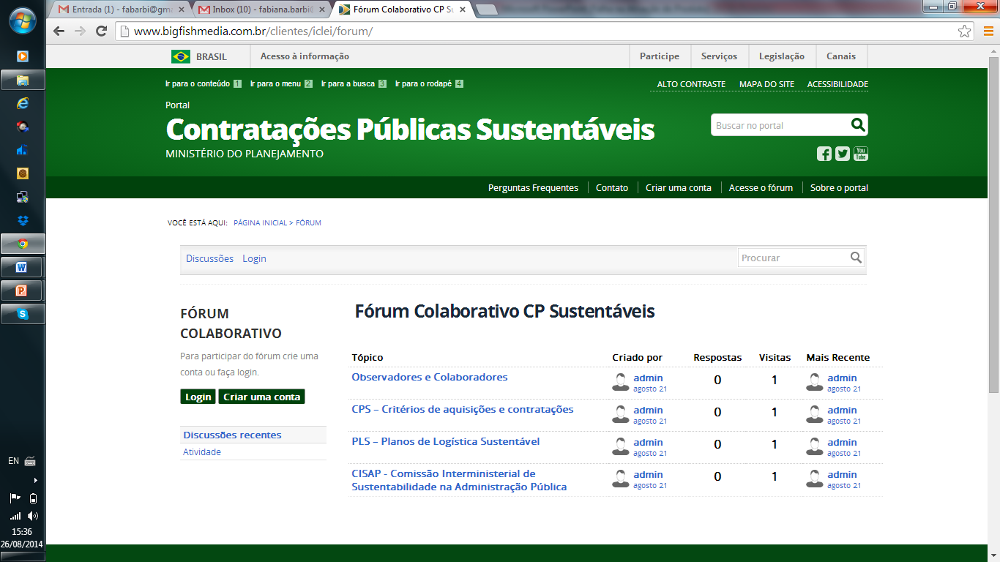 Entrada (1) - fabarbi@gm
Inbox (10) - fabiana.barbi
Fórum Colaborativo CP Su
www.bigfishmedia.com.br/clientes/iclei/forum/
BRASIL Acesso à informação Participe Serviços Legislação Canais
Ir para o conteúdo 1 Ir para o menu 2 Ir para a busca 3 Ir para o rodapé 4
ALTO CONTRASTE MAPA DO SITE ACESSIBILIDADE
Portal
Contratações Públicas Sustentáveis
Buscar no portal
MINISTÉRIO DO PLANEJAMENTO
You Tube
Perguntas Frequentes Contato Criar uma conta Acesse o fórum Sobre o portal
VOCÊ ESTÁ AQUI: PÁGINA INICIAL > FÓRUM
Discussões Login Procurar
FÓRUM
COLABORATIVO
Para participar do fórum crie uma
conta ou faça login.
Login Criar uma conta
Discussões recentes
Atividade
Fórum Colaborativo CP Sustentáveis
Tópico Criado por Respostas Visitas Mais Recente
Observadores e Colaboradores admin 0 1 admin
agosto 21 agosto 21
CPS – Critérios de aquisições e contratações admin 0 1 admin
agosto 21 agosto 21
PLS – Planos de Logística Sustentável admin 0 1 admin
agosto 21 agosto 21
CISAP - Comissão Interministerial de admin 0 1 admin
Sustentabilidade na Administração Pública agosto 21 agosto 21
EN
15:36
26/08/2014